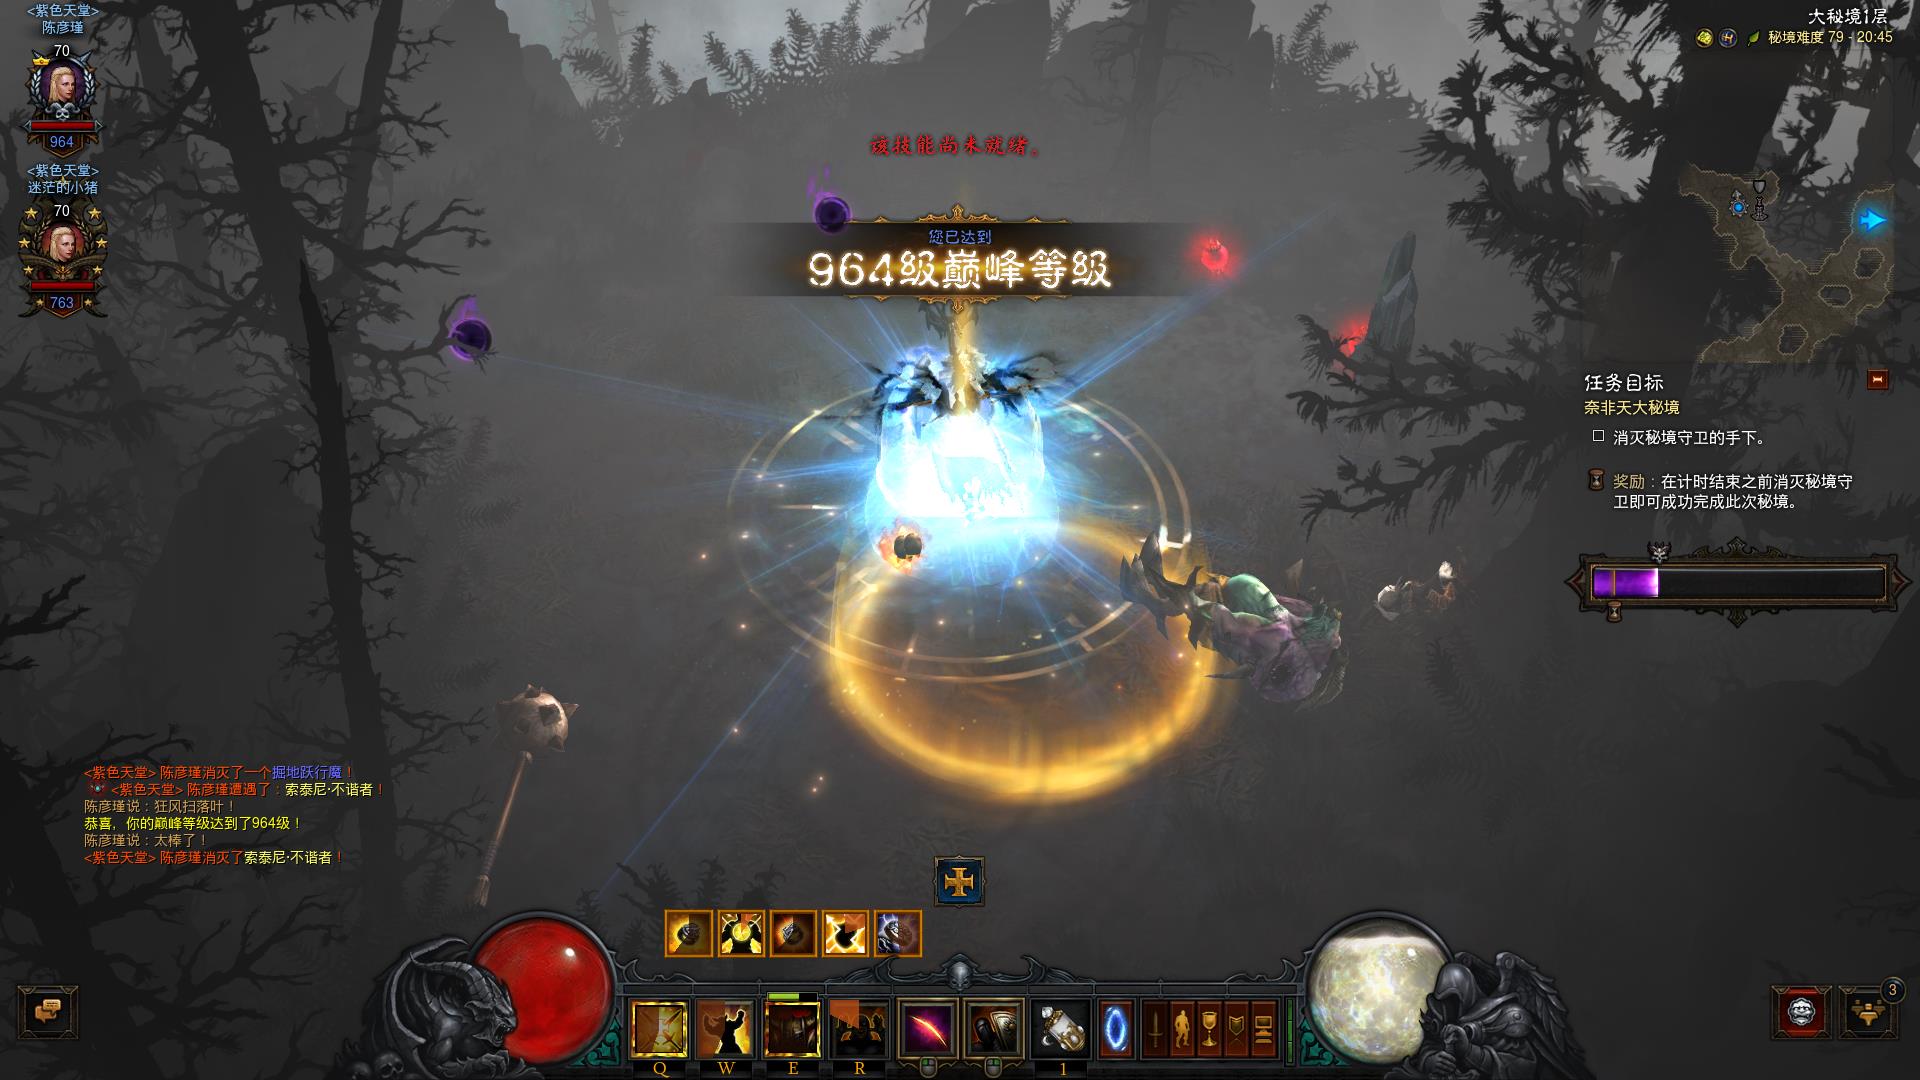 <紫色天堂>
陈彦瑾
70
964
<紫色天堂>
迷茫的小猪
70
763
大秘境1层
秘境难度 79 - 20:45
该技能尚未就绪。
您已达到
964级巅峰等级
任务目标
奈非天大秘境
消灭秘境守卫的手下。
奖励：在计时结束之前消灭秘境守
卫即可成功完成此次秘境。
<紫色天堂> 陈彦瑾消灭了一个掘地跃行魔！
<紫色天堂> 陈彦瑾遭遇了：索泰尼·不谐者！
陈彦瑾说：狂风扫落叶！
恭喜，你的巅峰等级达到了964级！
陈彦瑾说：太棒了！
<紫色天堂> 陈彦瑾消灭了索泰尼·不谐者！
Q W E R 1
3